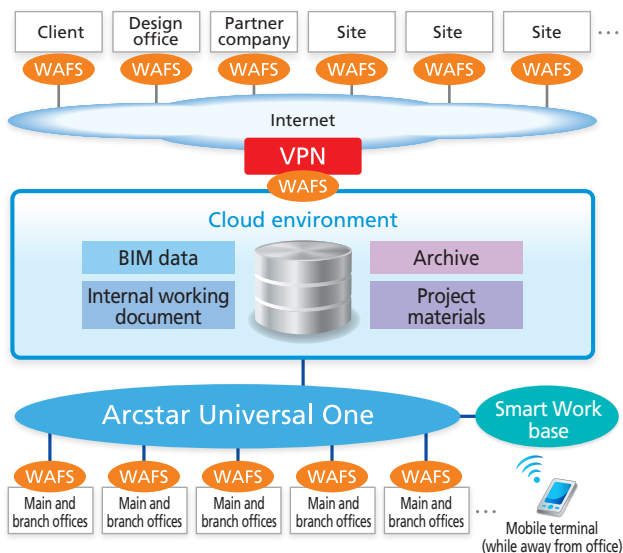 Client
Design
office
Partner
company
Site
Site
Site
...
WAFS
WAFS
WAFS
WAFS
WAFS
WAFS
Internet
VPN
WAFS
Cloud environment
BIM data
Archive
Internal working
document
Project
materials
Arcstar Universal One
Smart Work
base
WAFS
WAFS
WAFS
WAFS
WAFS
Main and
branch offices
Main and
branch offices
Main and
branch offices
Main and
branch offices
Main and
branch offices
...
Mobile terminal
(while away from office)